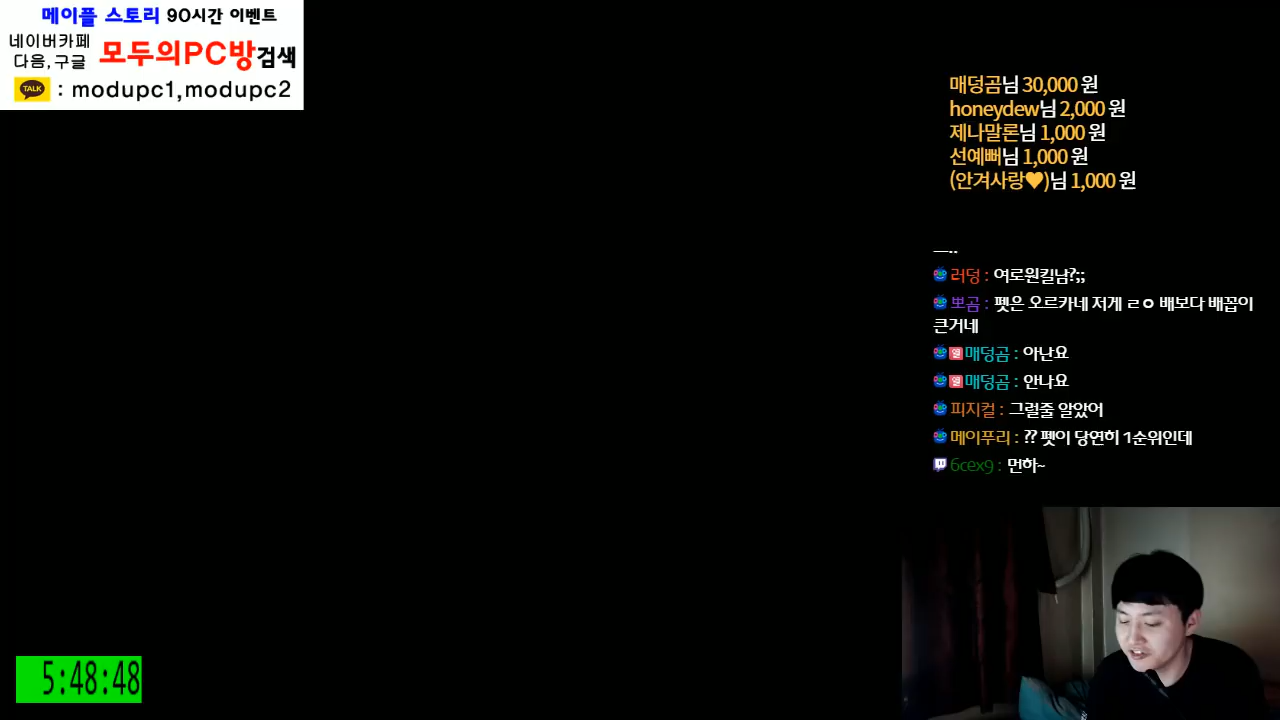 메이플 스토리 90시간 이벤트
네이버카페
다음,구글
모두의PC방검색
TALK : modupc1,modupc2
매덩곰님 30,000 원
honeydew님 2,000 원
제나말론님 1,000 원
선예뻐님 1,000 원
(안겨사랑♥)님 1,000 원
ㅡ..
러덩 : 여로원킬남?;;
뽀곰 : 펫은 오르카네 저게 ㄹㅇ 배보다 배꼽이
큰거네
열 매덩곰 : 아난요
열 매덩곰 : 안나요
피지컬 : 그럴줄 알았어
메이푸리 : ?? 펫이 당연히 1순위인데
6cex9 : 먼하~
5:48:48